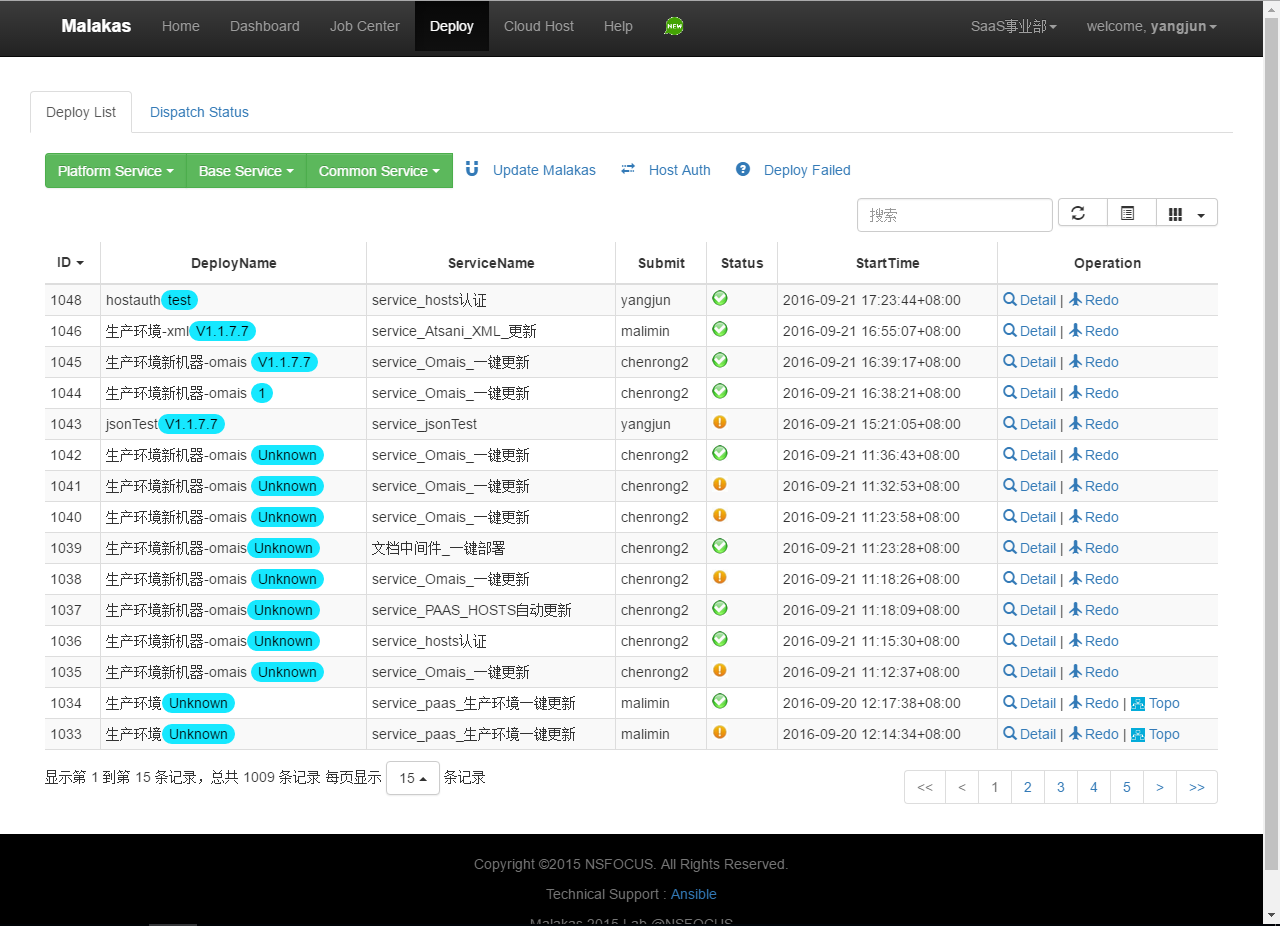 Malakas Home Dashboard Job Center Deploy Cloud Host Help NEW SaaS事业部 welcome, yangjun
Deploy List Dispatch Status
Platform Service Base Service Common Service Update Malakas Host Auth Deploy Failed
搜索
ID DeployName ServiceName Submit Status StartTime Operation
1048 hostauth test service_hosts认证 yangjun 2016-09-21 17:23:44+08:00 Detail | Redo
1046 生产环境-xml V1.1.7.7 service_Atsani_XML_更新 malimin 2016-09-21 16:55:07+08:00 Detail | Redo
1045 生产环境新机器-omais V1.1.7.7 service_Omais_一键更新 chenrong2 2016-09-21 16:39:17+08:00 Detail | Redo
1044 生产环境新机器-omais 1 service_Omais_一键更新 chenrong2 2016-09-21 16:38:21+08:00 Detail | Redo
1043 jsonTest V1.1.7.7 service_jsonTest yangjun 2016-09-21 15:21:05+08:00 Detail | Redo
1042 生产环境新机器-omais Unknown service_Omais_一键更新 chenrong2 2016-09-21 11:36:43+08:00 Detail | Redo
1041 生产环境新机器-omais Unknown service_Omais_一键更新 chenrong2 2016-09-21 11:32:53+08:00 Detail | Redo
1040 生产环境新机器-omais Unknown service_Omais_一键更新 chenrong2 2016-09-21 11:23:58+08:00 Detail | Redo
1039 生产环境新机器-omais Unknown 文档中间件_一键部署 chenrong2 2016-09-21 11:23:28+08:00 Detail | Redo
1038 生产环境新机器-omais Unknown service_Omais_一键更新 chenrong2 2016-09-21 11:18:26+08:00 Detail | Redo
1037 生产环境新机器-omais Unknown service_PAAS_HOSTS自动更新 chenrong2 2016-09-21 11:18:09+08:00 Detail | Redo
1036 生产环境新机器-omais Unknown service_hosts认证 chenrong2 2016-09-21 11:15:30+08:00 Detail | Redo
1035 生产环境新机器-omais Unknown service_Omais_一键更新 chenrong2 2016-09-21 11:12:37+08:00 Detail | Redo
1034 生产环境 Unknown service_paas_生产环境一键更新 malimin 2016-09-20 12:17:38+08:00 Detail | Redo | Topo
1033 生产环境 Unknown service_paas_生产环境一键更新 malimin 2016-09-20 12:14:34+08:00 Detail | Redo | Topo
显示第 1 到第 15 条记录，总共 1009 条记录 每页显示 15 条记录
<< < 1 2 3 4 5 > >>
Copyright ©2015 NSFOCUS. All Rights Reserved.
Technical Support : Ansible
Malakas 2015 Lab @NSFOCUS